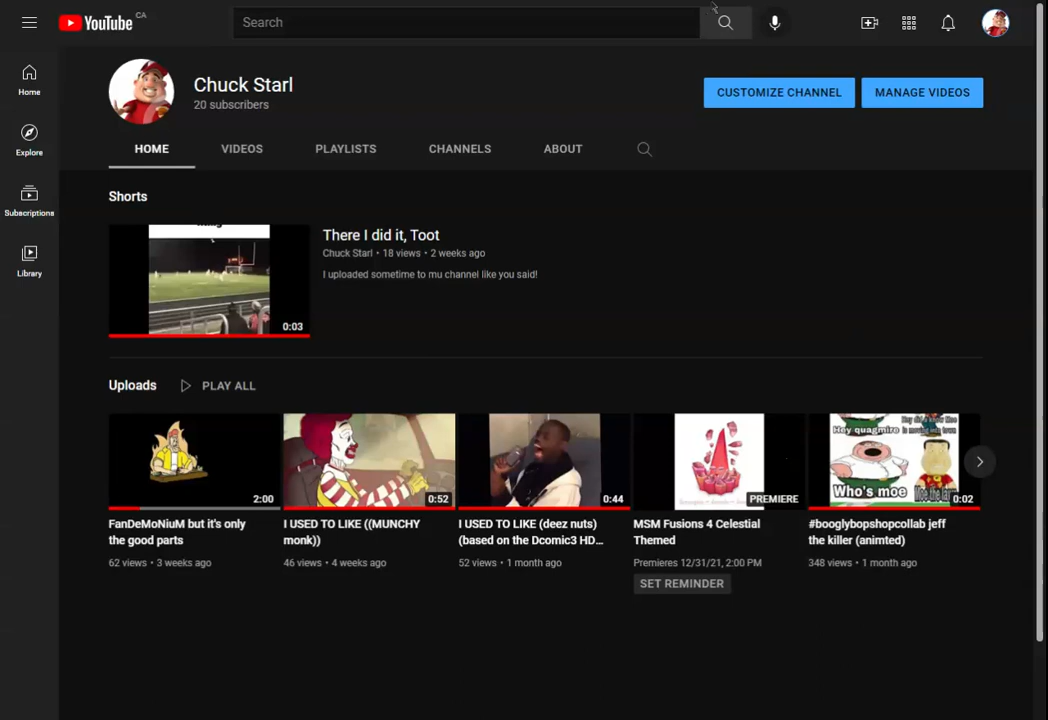 YouTube CA
Search
Home
Explore
Subscriptions
Library
Chuck Starl
20 subscribers
CUSTOMIZE CHANNEL
MANAGE VIDEOS
HOME
VIDEOS
PLAYLISTS
CHANNELS
ABOUT
Shorts
0:03
There I did it, Toot
Chuck Starl • 18 views • 2 weeks ago
I uploaded sometime to mu channel like you said!
Uploads
PLAY ALL
2:00
FanDeMoNiuM but it's only
the good parts
62 views • 3 weeks ago
0:52
I USED TO LIKE ((MUNCHY
monk))
46 views • 4 weeks ago
0:44
I USED TO LIKE (deez nuts)
(based on the Dcomic3 HD...
52 views • 1 month ago
PREMIERE
MSM Fusions 4 Celestial
Themed
Premieres 12/31/21, 2:00 PM
SET REMINDER
Hey quagmire
Who's moe
0:02
#booglybopshopcollab jeff
the killer (animted)
348 views • 1 month ago